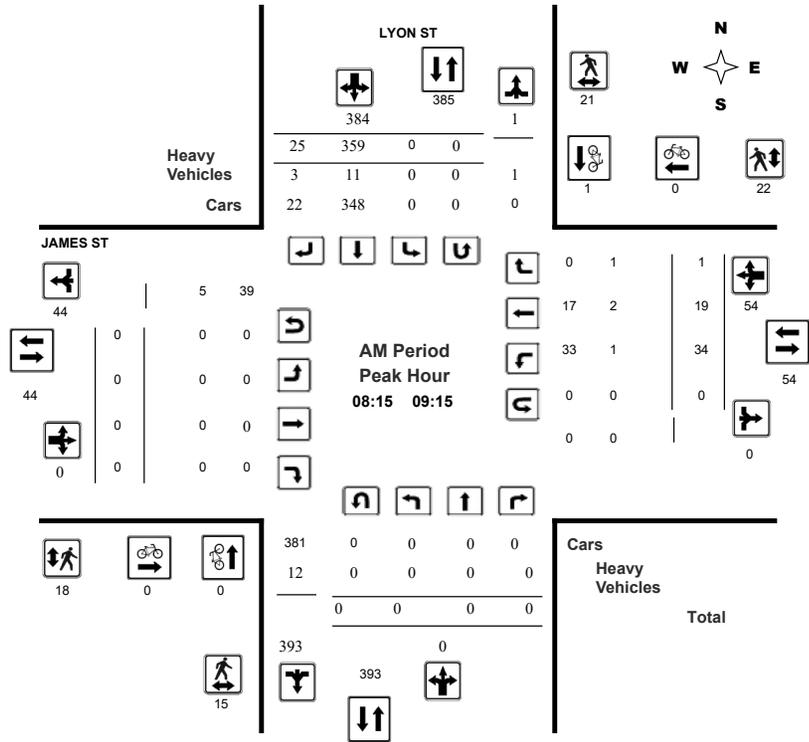 LYON ST
N
W E
S
385
21
384 1
25 359 0 0
Heavy
Vehicles
3 11 0 0 1
Cars
22 348 0 0 0
1 0 22
JAMES ST
44
5 39
0 0 0
0 0 0
0 0 0
0 0 0
44
0
AM Period
Peak Hour
08:15 09:15
0 1 1
17 2 19
33 1 34
0 0 0
0 0
54
54
0
381 0 0 0 0
12 0 0 0 0
0 0 0 0
393 0
393
Cars
Heavy
Vehicles
Total
18 0 0
15